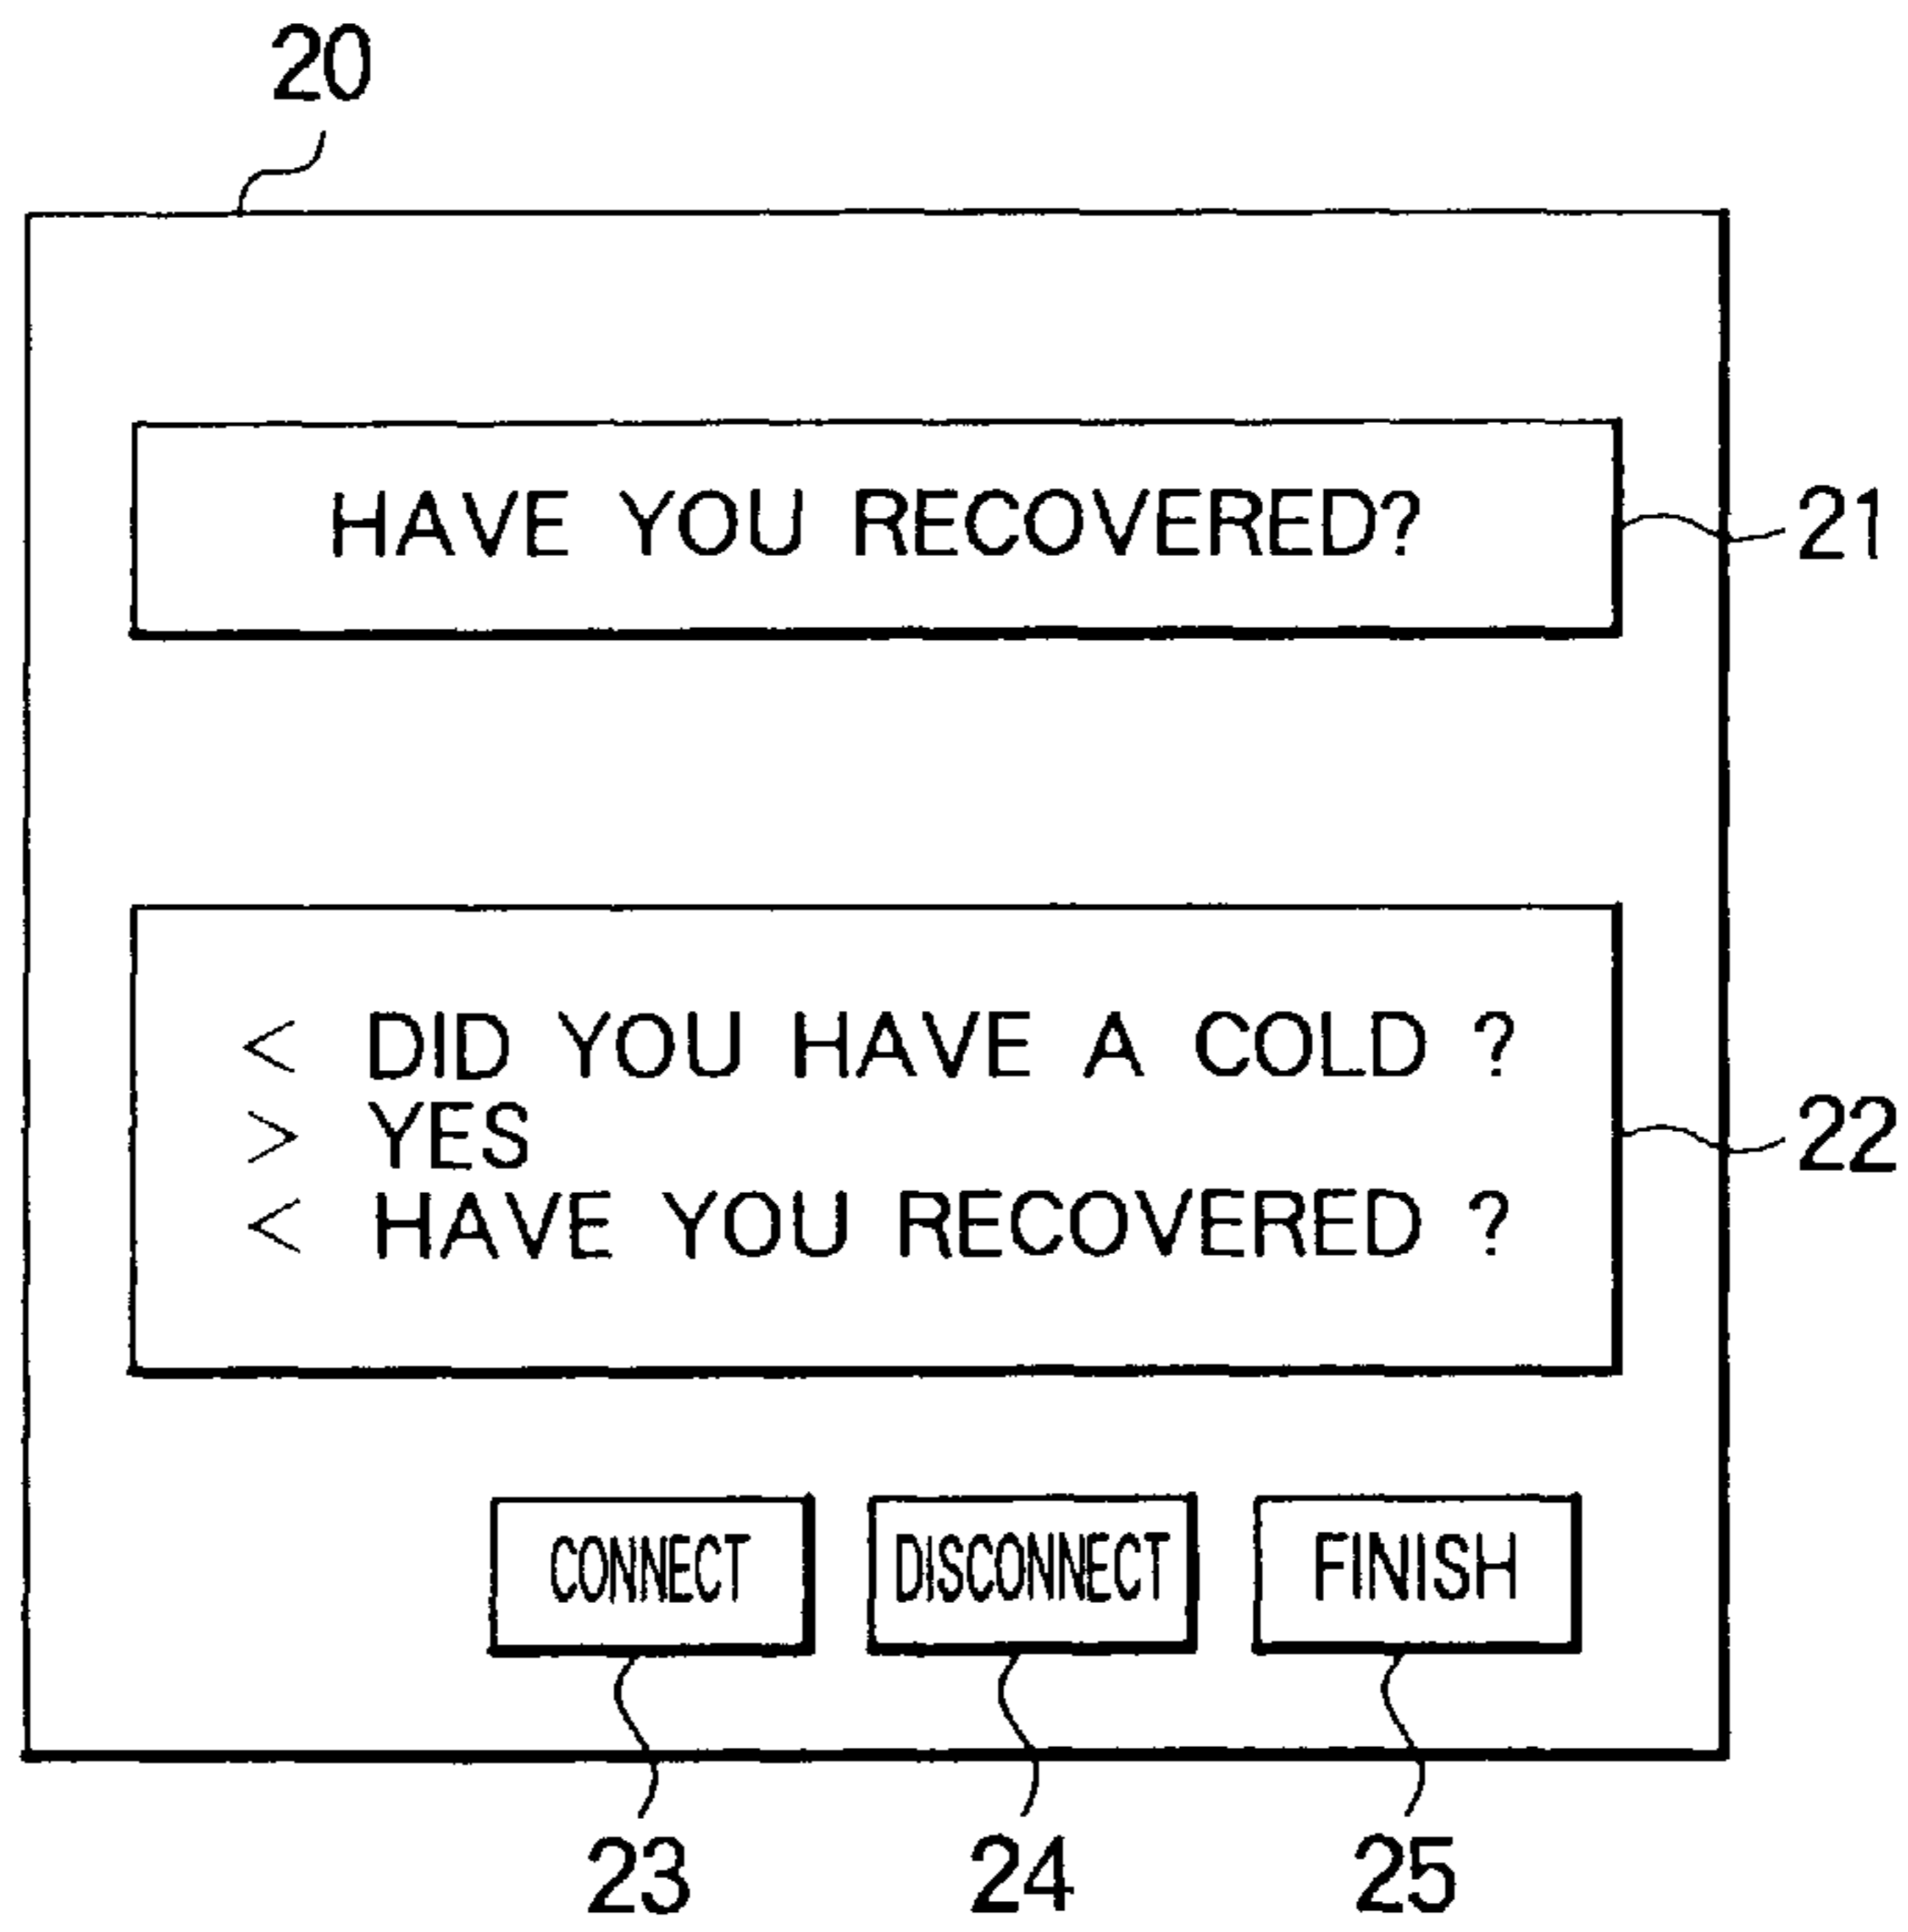 20
HAVE YOU RECOVERED?
21
< DID YOU HAVE A COLD ?
> YES
< HAVE YOU RECOVERED ?
22
CONNECT
DISCONNECT
FINISH
23
24
25